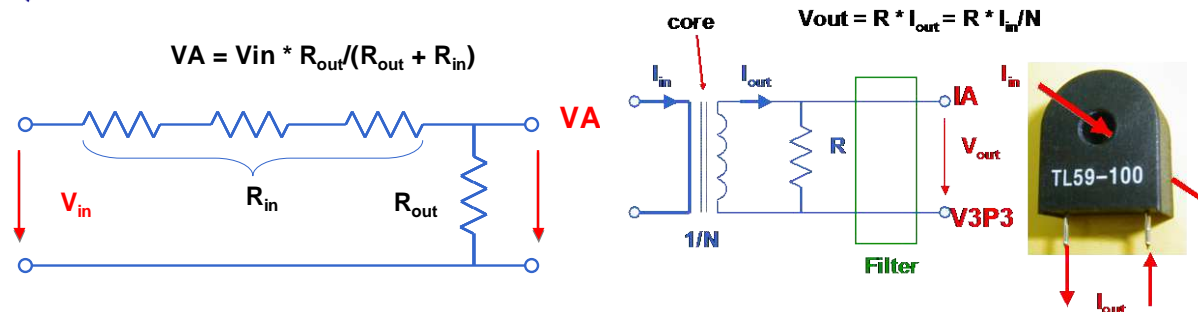 VA = Vin * Rout/(Rout + Rin)
VA
Vin
Rin
Rout
Vout = R * Iout = R * Iin/N
core
Iin
Iout
IA
R
Vout
V3P3
1/N
Filter
Iin
TL59-100
Iout